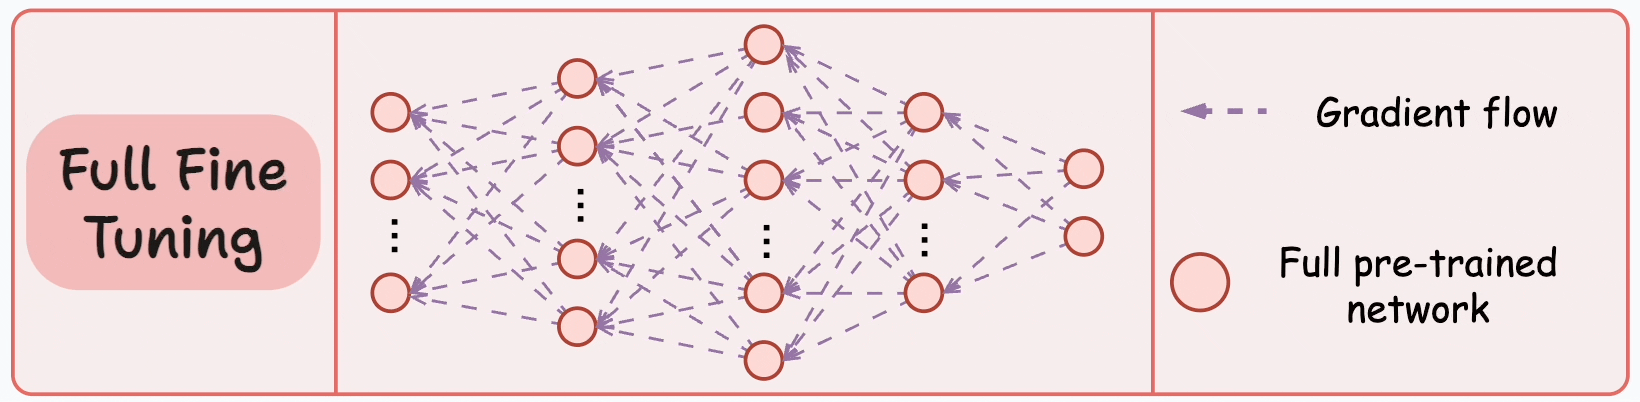 Full Fine
Tuning
Gradient flow
Full pre-trained
network